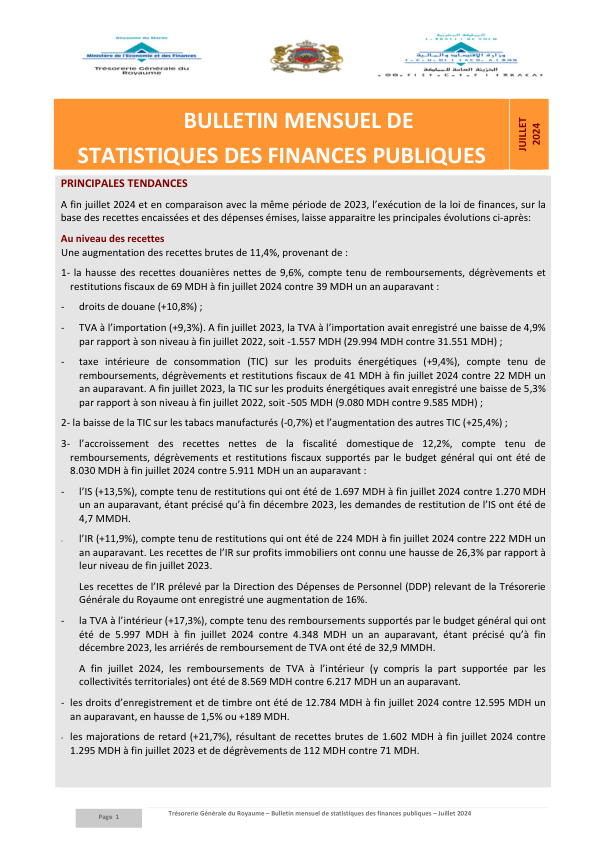 Royaume du Maroc
Ministère de l'Economie et des Finances
Trésorerie Générale du
Royaume
المملكة المغربية
وزارة الاقتصاد والمالية
الخزينة العامة للمملكة
BULLETIN MENSUEL DE
STATISTIQUES DES FINANCES PUBLIQUES
JUILLET
2024
PRINCIPALES TENDANCES
A fin juillet 2024 et en comparaison avec la même période de 2023, l'exécution de la loi de finances, sur la
base des recettes encaissées et des dépenses émises, laisse apparaitre les principales évolutions ci-après:
Au niveau des recettes
Une augmentation des recettes brutes de 11,4%, provenant de :
1- la hausse des recettes douanières nettes de 9,6%, compte tenu de remboursements, dégrèvements et
restitutions fiscaux de 69 MDH à fin juillet 2024 contre 39 MDH un an auparavant :
- droits de douane (+10,8%) ;
- TVA à l'importation (+9,3%). A fin juillet 2023, la TVA à l'importation avait enregistré une baisse de 4,9%
par rapport à son niveau à fin juillet 2022, soit -1.557 MDH (29.994 MDH contre 31.551 MDH) ;
- taxe intérieure de consommation (TIC) sur les produits énergétiques (+9,4%), compte tenu de
remboursements, dégrèvements et restitutions fiscaux de 41 MDH à fin juillet 2024 contre 22 MDH un
an auparavant. A fin juillet 2023, la TIC sur les produits énergétiques avait enregistré une baisse de 5,3%
par rapport à son niveau à fin juillet 2022, soit -505 MDH (9.080 MDH contre 9.585 MDH) ;
2- la baisse de la TIC sur les tabacs manufacturés (-0,7%) et l'augmentation des autres TIC (+25,4%) ;
3- l'accroissement des recettes nettes de la fiscalité domestique de 12,2%, compte tenu de
remboursements, dégrèvements et restitutions fiscaux supportés par le budget général qui ont été de
8.030 MDH à fin juillet 2024 contre 5.911 MDH un an auparavant :
- l'IS (+13,5%), compte tenu de restitutions qui ont été de 1.697 MDH à fin juillet 2024 contre 1.270 MDH
un an auparavant, étant précisé qu'à fin décembre 2023, les demandes de restitution de l'IS ont été de
4,7 MMDH.
- l'IR (+11,9%), compte tenu de restitutions qui ont été de 224 MDH à fin juillet 2024 contre 222 MDH un
an auparavant. Les recettes de l'IR sur profits immobiliers ont connu une hausse de 26,3% par rapport à
leur niveau de fin juillet 2023.
Les recettes de l'IR prélevé par la Direction des Dépenses de Personnel (DDP) relevant de la Trésorerie
Générale du Royaume ont enregistré une augmentation de 16%.
- la TVA à l'intérieur (+17,3%), compte tenu des remboursements supportés par le budget général qui ont
été de 5.997 MDH à fin juillet 2024 contre 4.348 MDH un an auparavant, étant précisé qu'à fin
décembre 2023, les arriérés de remboursement de TVA ont été de 32,9 MMDH.
A fin juillet 2024, les remboursements de TVA à l'intérieur (y compris la part supportée par les
collectivités territoriales) ont été de 8.569 MDH contre 6.217 MDH un an auparavant.
- les droits d'enregistrement et de timbre ont été de 12.784 MDH à fin juillet 2024 contre 12.595 MDH un
an auparavant, en hausse de 1,5% ou +189 MDH.
- les majorations de retard (+21,7%), résultant de recettes brutes de 1.602 MDH à fin juillet 2024 contre
1.295 MDH à fin juillet 2023 et de dégrèvements de 112 MDH contre 71 MDH.
Page 1
Trésorerie Générale du Royaume – Bulletin mensuel de statistiques des finances publiques – Juillet 2024